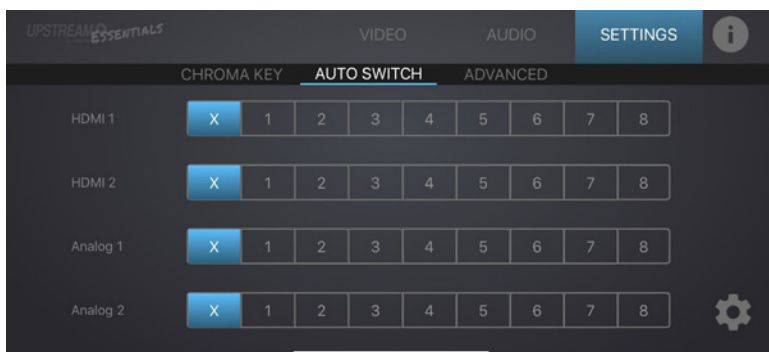 UPSTREAM ESSENTIALS VIDEO AUDIO SETTINGS i
CHROMA KEY AUTO SWITCH ADVANCED
HDMI 1 X 1 2 3 4 5 6 7 8
HDMI 2 X 1 2 3 4 5 6 7 8
Analog 1 X 1 2 3 4 5 6 7 8
Analog 2 X 1 2 3 4 5 6 7 8